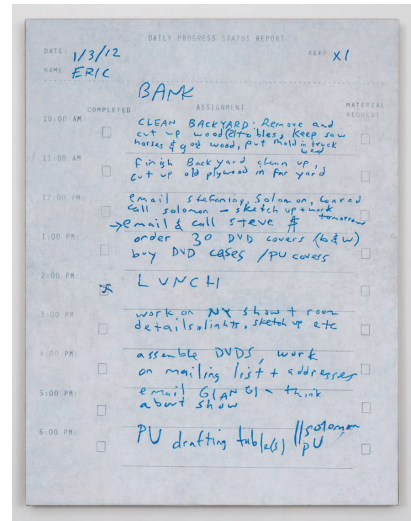 DAILY PROGRESS STATUS REPORT
DATE: 1/3/12 X1
NAME: ERIC
BANK
COMPLETED ASSIGNMENT MATERIAL REQUEST
10:00 AM CLEAN BACKYARD: Remove and
cut up wood, keep saw
horses & good wood, put mold in truck
bed
11:00 AM Finish Backyard clean up,
cut up old plywood in far yard
12:00 PM email stefania, Solomon, Conrad
call solomon – sketch up + work
tomorrow
→ email & call steve A
1:00 PM order 30 DVD covers (b&w)
buy DVD cases / PU covers
2:00 PM LUNCH
3:00 PM work on NY show + room
details, lights, sketch up etc
4:00 PM assemble DVDS, work
on mailing list + addresses
5:00 PM email GIANGI – think
about show
6:00 PM PU drafting table(s) // solomon
PU